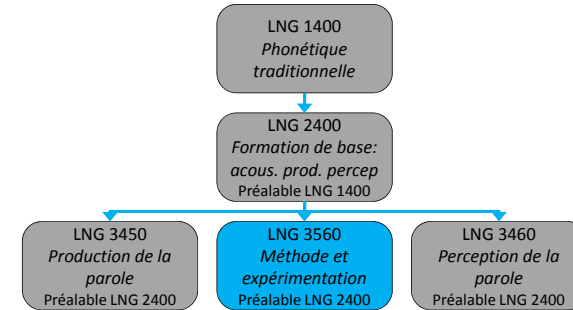 LNG 1400
Phonétique
traditionnelle
LNG 2400
Formation de base:
acous. prod. percep
Préalable LNG 1400
LNG 3450
Production de la
parole
Préalable LNG 2400
LNG 3560
Méthode et
expérimentation
Préalable LNG 2400
LNG 3460
Perception de la
parole
Préalable LNG 2400